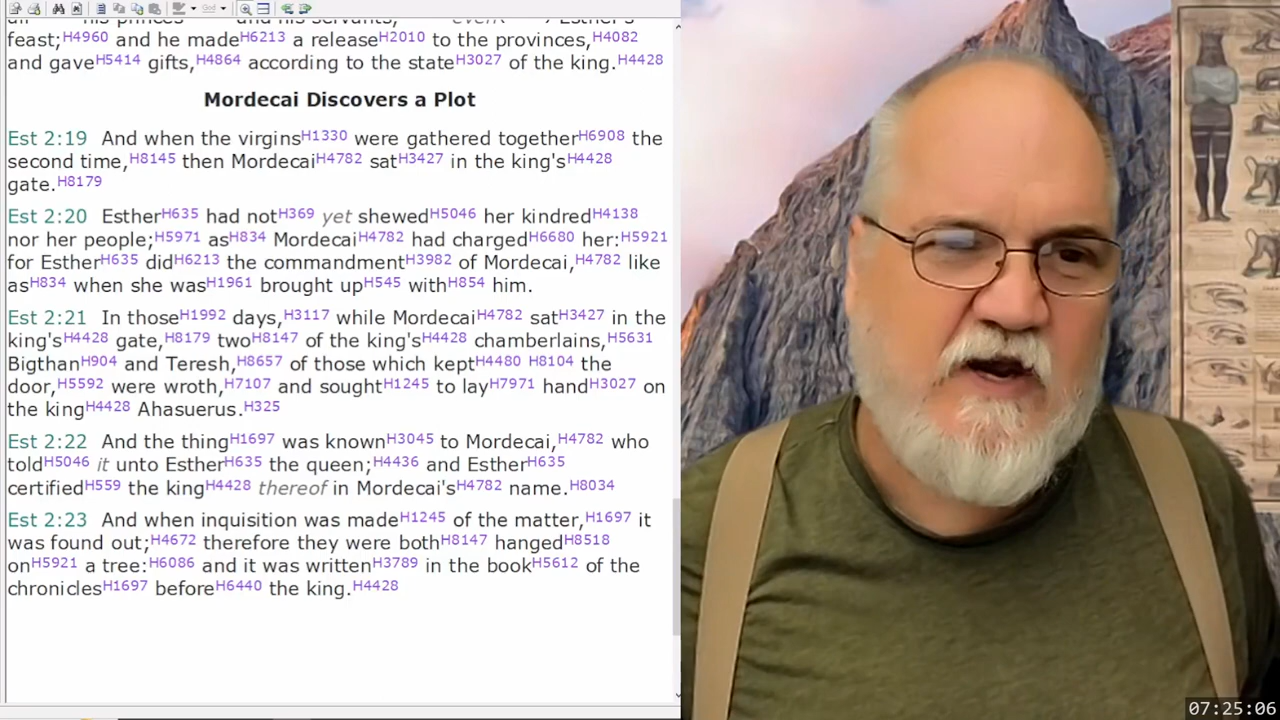 his princes and his servants, Esther's
feast;H4960 and he madeH6213 a releaseH2010 to the provinces,H4082
and gaveH5414 gifts,H4864 according to the stateH3027 of the king.H4428
Mordecai Discovers a Plot
Est 2:19 And when the virginsH1330 were gathered togetherH6908 the
second time,H8145 then MordecaiH4782 satH3427 in the king'sH4428
gate.H8179
Est 2:20 EstherH635 had notH369 yet shewedH5046 her kindredH4138
nor her people;H5971 asH834 MordecaiH4782 had chargedH6680 her:H5921
for EstherH635 didH6213 the commandmentH3982 of Mordecai,H4782 like
asH834 when she wasH1961 brought upH545 withH854 him.
Est 2:21 In thoseH1992 days,H3117 while MordecaiH4782 satH3427 in the
king'sH4428 gate,H8179 twoH8147 of the king'sH4428 chamberlains,H5631
BigthanH904 and Teresh,H8657 of those which keptH4480 H8104 the
door,H5592 were wroth,H7107 and soughtH1245 to layH7971 handH3027 on
the kingH4428 Ahasuerus.H325
Est 2:22 And the thingH1697 was knownH3045 to Mordecai,H4782 who
toldH5046 it unto EstherH635 the queen;H4436 and EstherH635
certifiedH559 the kingH4428 thereof in Mordecai'sH4782 name.H8034
Est 2:23 And when inquisition was madeH1245 of the matter,H1697 it
was found out;H4672 therefore they were bothH8147 hangedH8518
onH5921 a tree:H6086 and it was writtenH3789 in the bookH5612 of the
chroniclesH1697 beforeH6440 the king.H4428
07:25:06